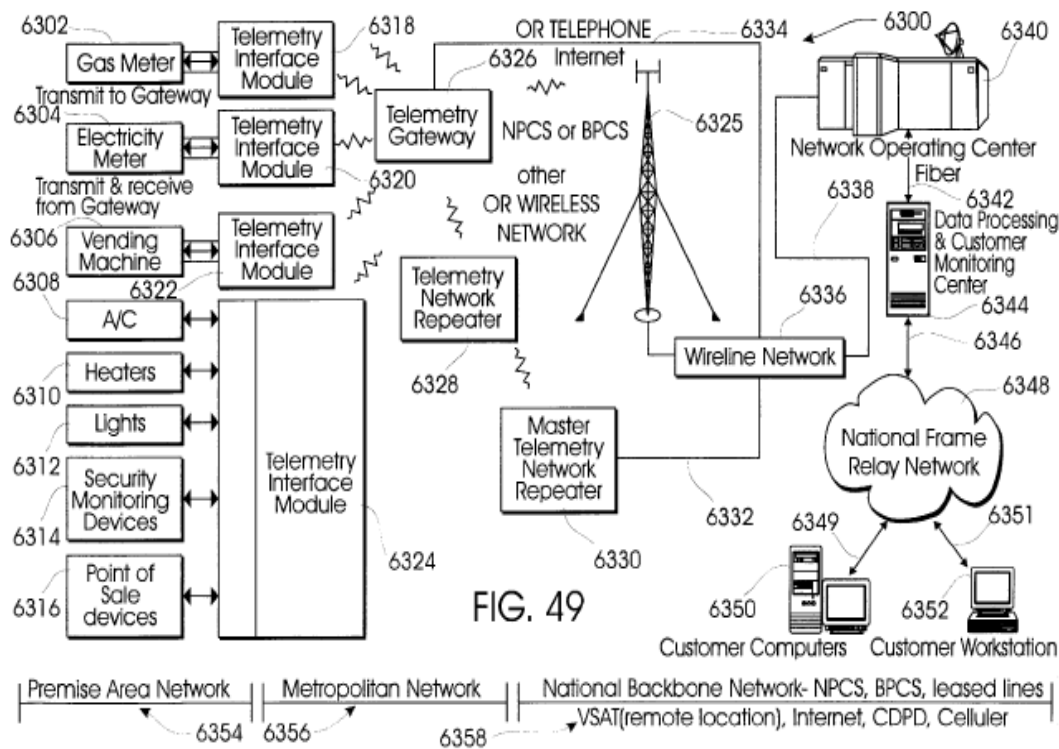 6302
Gas Meter
Transmit to Gateway
Telemetry
Interface
Module
6318
6304
Electricity
Meter
Transmit & receive
from Gateway
Telemetry
Interface
Module
6320
6306
Vending
Machine
Telemetry
Interface
Module
6322
6308
A/C
Heaters
6310
Lights
6312
Security
Monitoring
Devices
6314
Point of
Sale
devices
6316
Telemetry
Interface
Module
6324
OR TELEPHONE
6334
6326
Internet
Telemetry
Gateway
NPCS or BPCS
other
OR WIRELESS
NETWORK
6325
Telemetry
Network
Repeater
6328
Master
Telemetry
Network
Repeater
6330
6332
6336
Wireline Network
6338
6300
6340
Network Operating Center
Fiber
6342
Data Processing
& Customer
Monitoring
Center
6344
6346
6348
National Frame
Relay Network
6349
6351
6350
6352
Customer Computers
Customer Workstation
FIG. 49
Premise Area Network
6354
Metropolitan Network
6356
National Backbone Network- NPCS, BPCS, leased lines
VSAT(remote location), Internet, CDPD, Celluler
6358